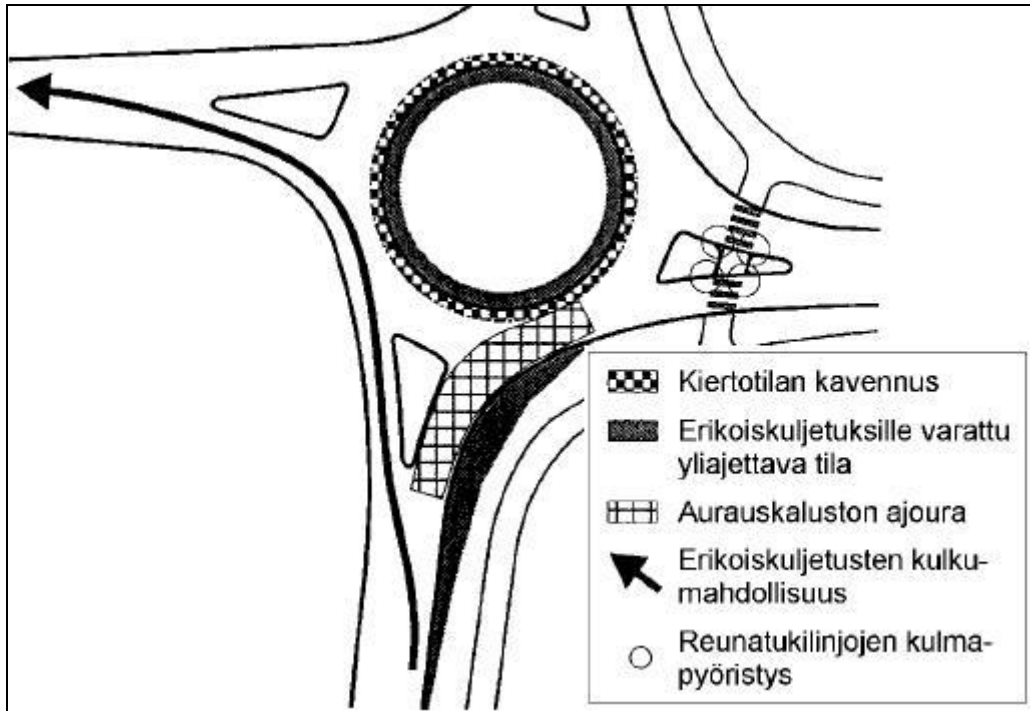 Kiertotilan kavennus
Erikoiskuljetuksille varattu
yliajettava tila
Aurauskaluston ajoura
Erikoiskuljetusten kulku-
mahdollisuus
Reunatukilinjojen kulma-
pyöristys